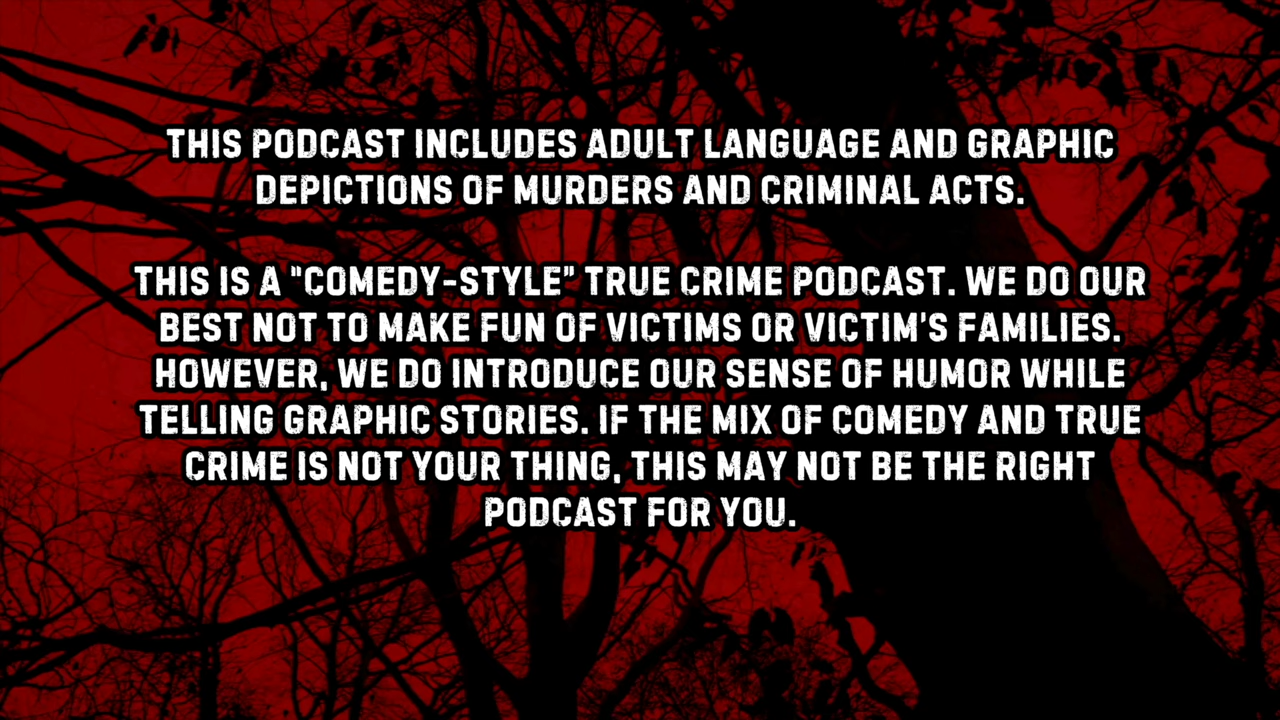 THIS PODCAST INCLUDES ADULT LANGUAGE AND GRAPHIC
DEPICTIONS OF MURDERS AND CRIMINAL ACTS.
THIS IS A "COMEDY-STYLE" TRUE CRIME PODCAST. WE DO OUR
BEST NOT TO MAKE FUN OF VICTIMS OR VICTIM'S FAMILIES.
HOWEVER, WE DO INTRODUCE OUR SENSE OF HUMOR WHILE
TELLING GRAPHIC STORIES. IF THE MIX OF COMEDY AND TRUE
CRIME IS NOT YOUR THING, THIS MAY NOT BE THE RIGHT
PODCAST FOR YOU.